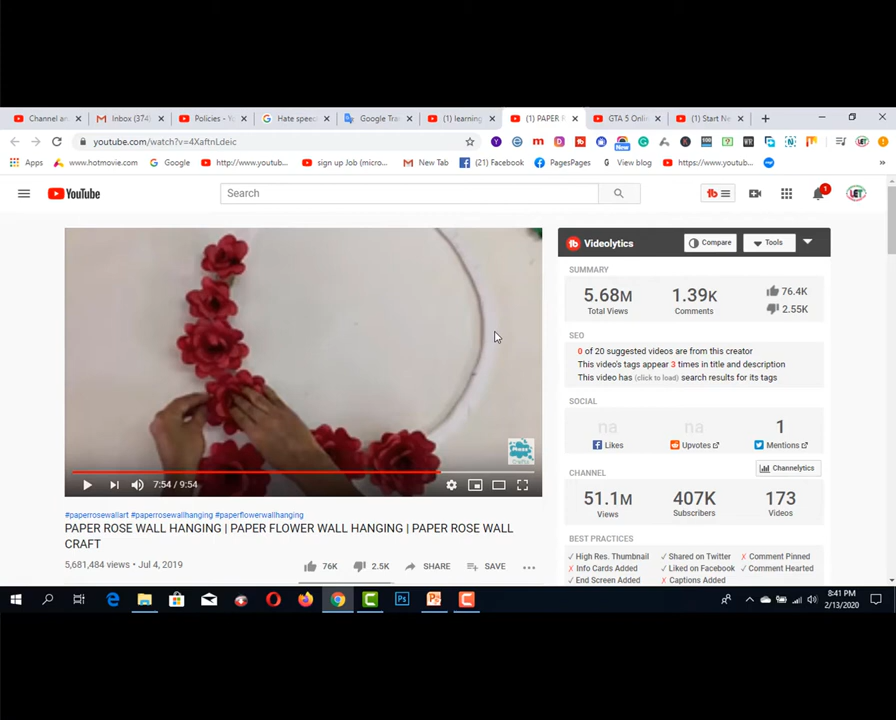 Channel an
Inbox (374)
Policies - Yo
Hate speec
Google Tran
(1) learning
(1) PAPER R
GTA 5 Onlin
(1) Start Ne
youtube.com/watch?v=4XaftnLdeic
New
Apps
www.hotmovie.com
Google
http://www.youtub...
sign up Job (micro...
New Tab
(21) Facebook
PagesPages
View blog
https://www.youtub...
YouTube
Search
1
7:54 / 9:54
#paperrosewallart #paperrosewallhanging #paperflowerwallhanging
PAPER ROSE WALL HANGING | PAPER FLOWER WALL HANGING | PAPER ROSE WALL
CRAFT
5,681,484 views • Jul 4, 2019
76K
2.5K
SHARE
SAVE
Videolytics
Compare
Tools
SUMMARY
5.68M
Total Views
1.39K
Comments
76.4K
2.55K
SEO
0 of 20 suggested videos are from this creator
This video's tags appear 3 times in title and description
This video has (click to load) search results for its tags
SOCIAL
na
Likes
na
Upvotes
1
Mentions
CHANNEL
Channelytics
51.1M
Views
407K
Subscribers
173
Videos
BEST PRACTICES
✓ High Res. Thumbnail ✓ Shared on Twitter ✗ Comment Pinned
✗ Info Cards Added ✓ Liked on Facebook ✓ Comment Hearted
✓ End Screen Added ✗ Captions Added
8:41 PM
2/13/2020